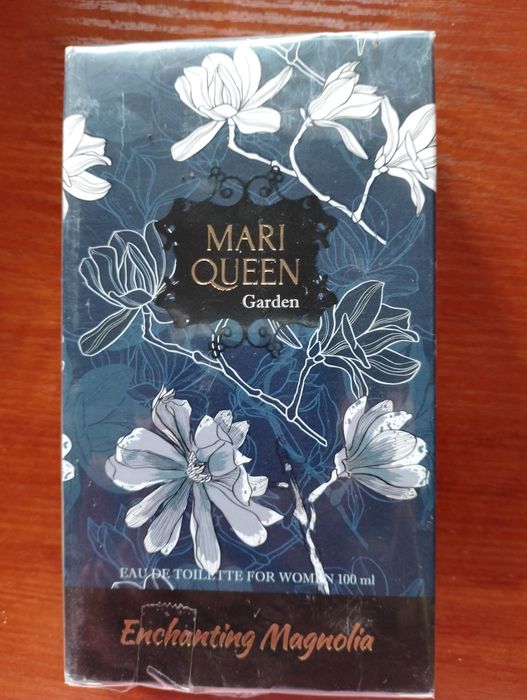 MARI
QUEEN
Garden
EAU DE TOILETTE FOR WOMEN 100 ml
Enchanting Magnolia